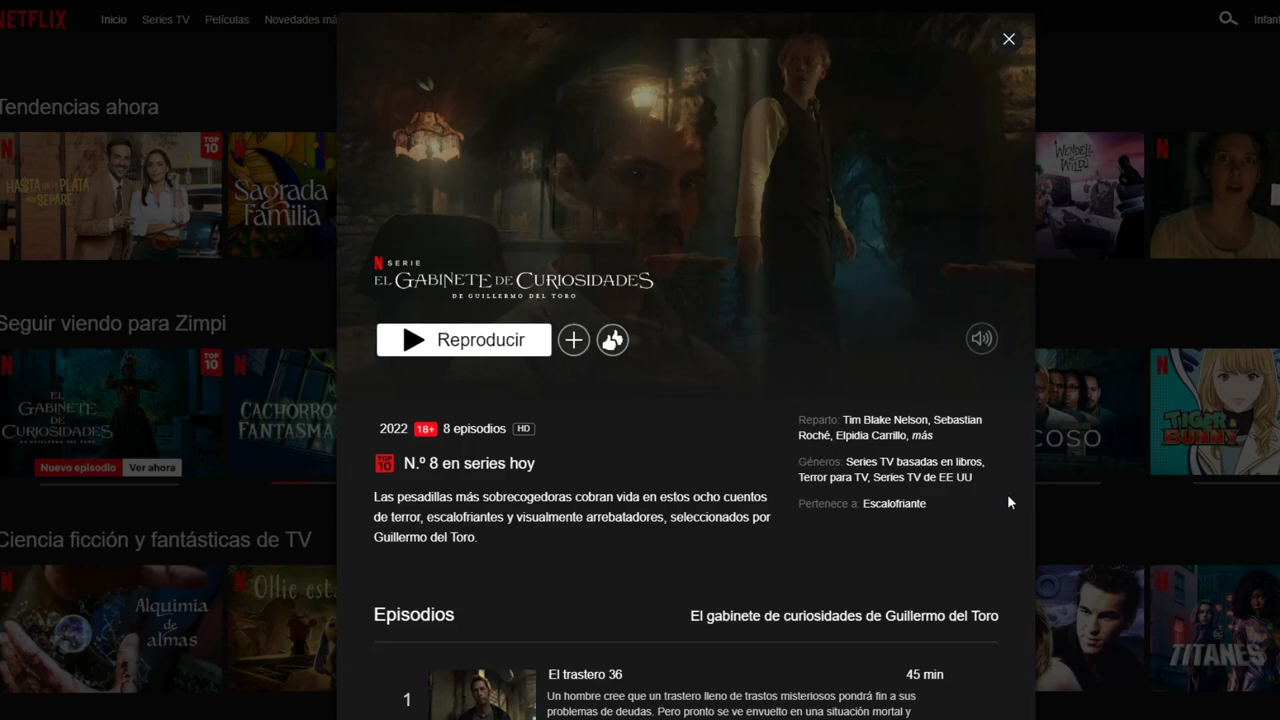 NETFLIX Inicio Series TV Películas Novedades má Infant
Tendencias ahora
TOP 10
HASTA QUE LA PLATA
NOS SEPARE
Sagrada
Familia
WENDELL
& WILD
N SERIE
EL GABINETE DE CURIOSIDADES
DE GUILLERMO DEL TORO
Reproducir
Seguir viendo para Zimpi
TOP 10
EL
GABINETE
DE
CURIOSIDADES
Nuevo episodio Ver ahora
CACHORROS
FANTASMA
COSO
TIGER &
BUNNY
2022 18+ 8 episodios HD
TOP 10 N.º 8 en series hoy
Las pesadillas más sobrecogedoras cobran vida en estos ocho cuentos
de terror, escalofriantes y visualmente arrebatadores, seleccionados por
Guillermo del Toro.
Reparto: Tim Blake Nelson, Sebastian
Roché, Elpidia Carrillo, más
Géneros: Series TV basadas en libros,
Terror para TV, Series TV de EE UU
Pertenece a: Escalofriante
Ciencia ficción y fantásticas de TV
Alquimia
de
almas
Ollie est
TITANES
Episodios El gabinete de curiosidades de Guillermo del Toro
1
El trastero 36 45 min
Un hombre cree que un trastero lleno de trastos misteriosos pondrá fin a sus
problemas de deudas. Pero pronto se ve envuelto en una situación mortal y